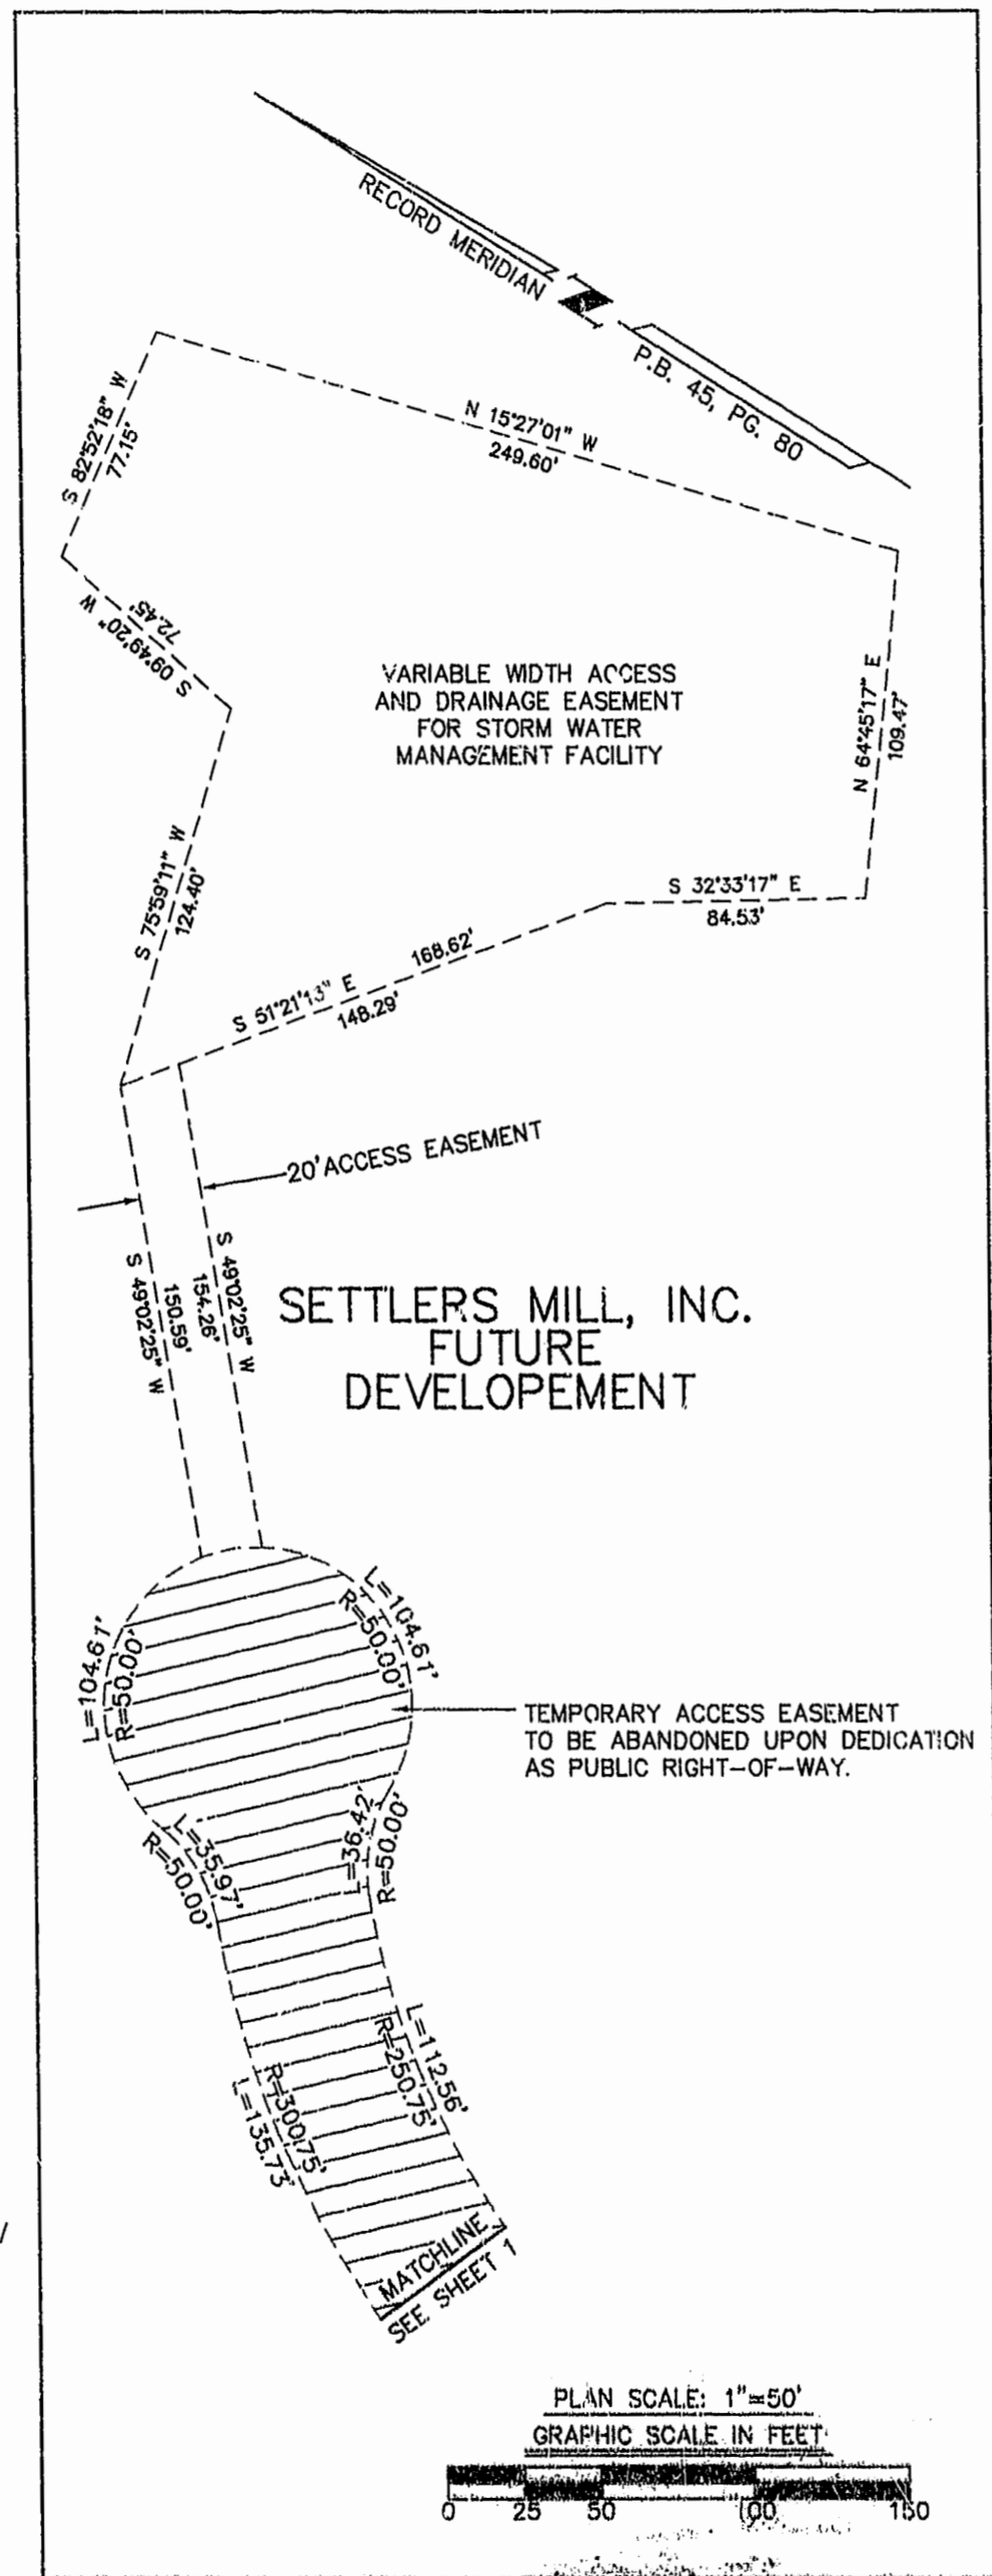 RECORD MERIDIAN
P.B. 45, PG. 80
N 15°27'01" W
249.60'
S 82°52'18" W
77.15'
S 09°49'20" W
72.45'
VARIABLE WIDTH ACCESS
AND DRAINAGE EASEMENT
FOR STORM WATER
MANAGEMENT FACILITY
N 64°45'17" E
109.47'
S 75°59'11" W
124.40'
S 32°33'17" E
84.53'
168.62'
S 51°21'13" E
148.29'
20' ACCESS EASEMENT
S 49°02'25" W
150.59'
154.26'
S 49°02'25" W
SETTLERS MILL, INC.
FUTURE
DEVELOPEMENT
L=104.61'
R=50.00'
L=104.61'
R=50.00'
TEMPORARY ACCESS EASEMENT
TO BE ABANDONED UPON DEDICATION
AS PUBLIC RIGHT-OF-WAY.
L=35.97'
R=50.00'
L=36.42'
R=50.00'
L=112.56'
R=250.75'
R=300.75'
L=135.73'
MATCHLINE
SEE SHEET 1
PLAN SCALE: 1"=50'
GRAPHIC SCALE IN FEET
0 25 50 100 150